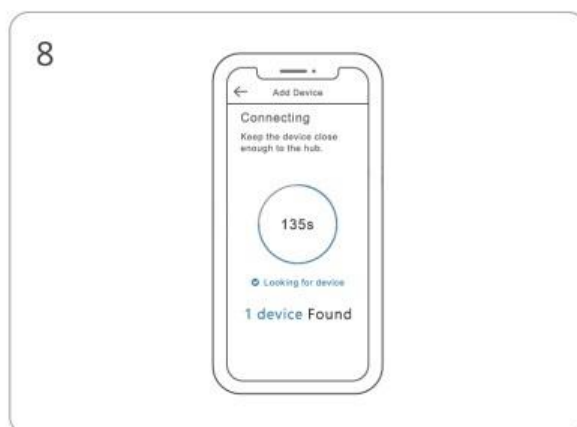 8
Add Device
Connecting
Keep the device close
enough to the hub.
135s
Looking for device
1 device Found